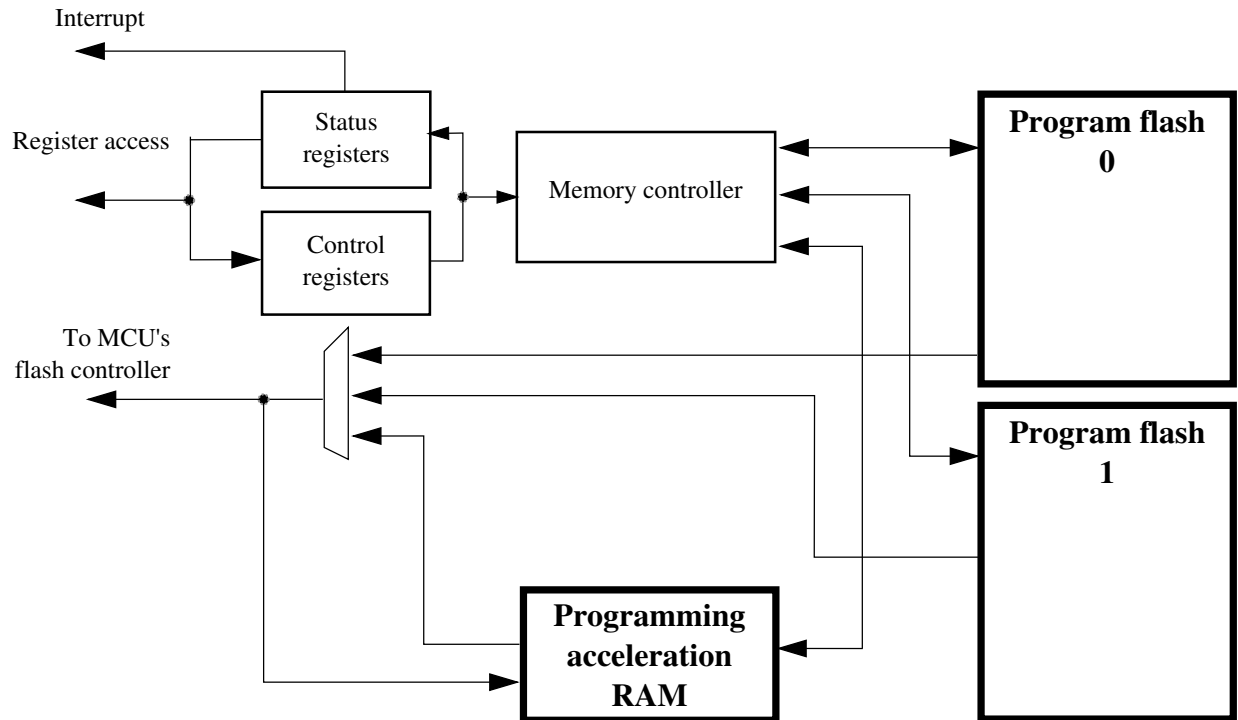 Interrupt
Register access
Status
registers
Control
registers
Memory controller
To MCU's
flash controller
Program flash
0
Program flash
1
Programming
acceleration
RAM